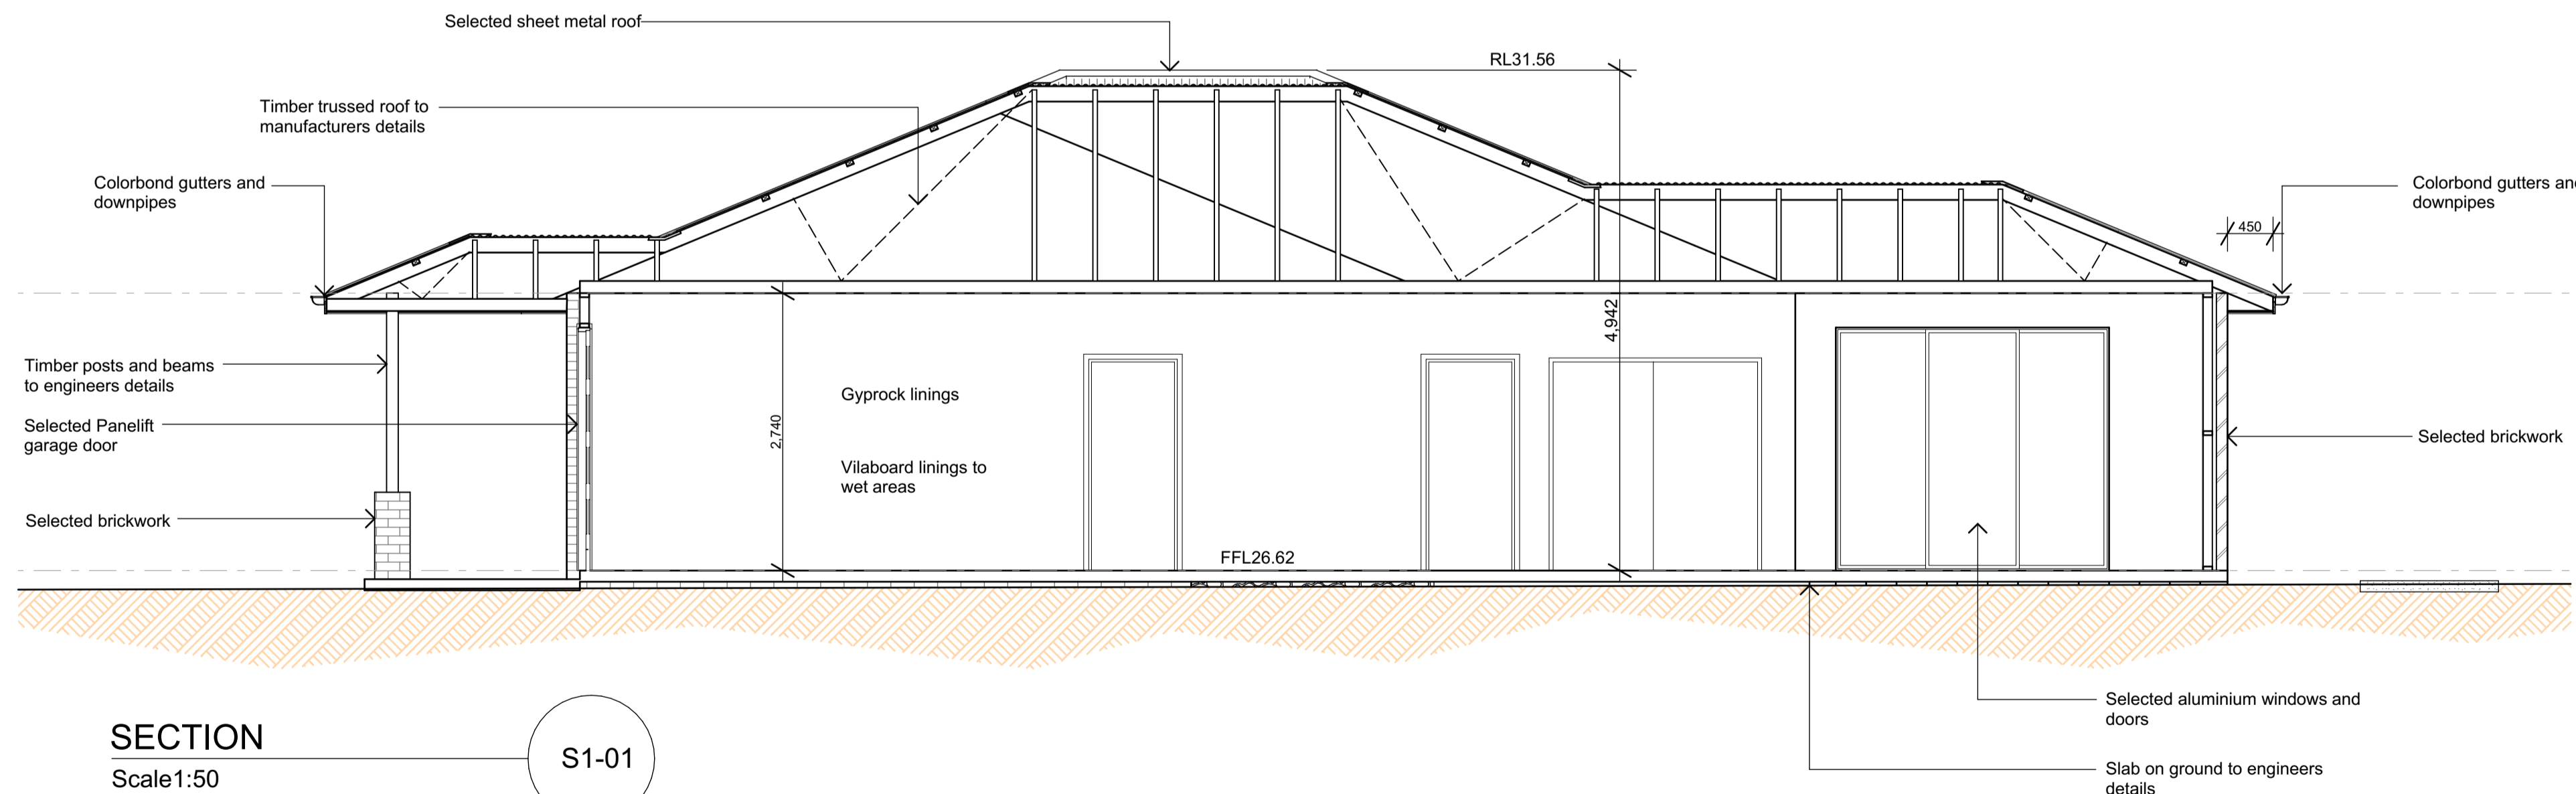 Selected sheet metal roof
RL31.56
Timber trussed roof to
manufacturers details
Colorbond gutters and
downpipes
Colorbond gutters and
downpipes
450
4,942
Timber posts and beams
to engineers details
Gyprock linings
2,740
Selected Panelift
garage door
Selected brickwork
Vilaboard linings to
wet areas
Selected brickwork
FFL26.62
Selected aluminium windows and
doors
SECTION
S1-01
Scale1:50
Slab on ground to engineers
details